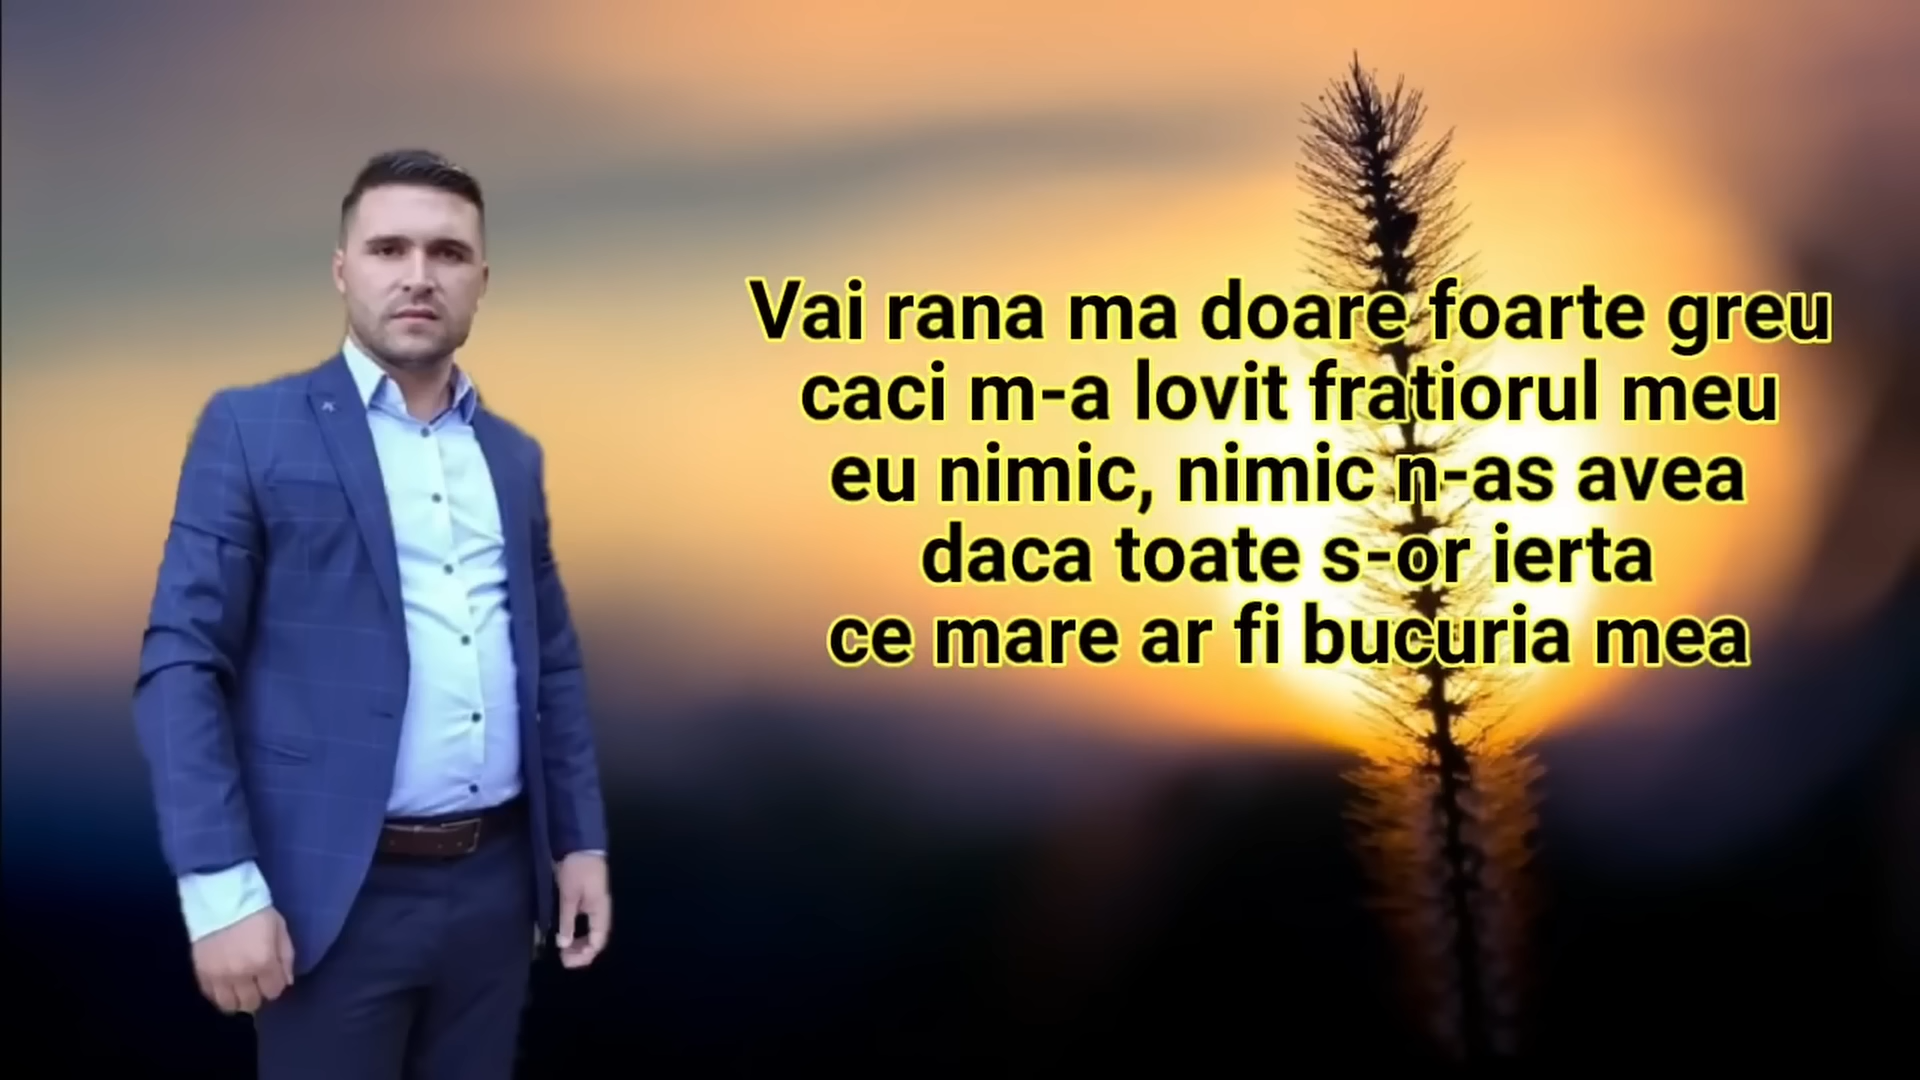 Vai rana ma doare foarte greu
caci m-a lovit fratiorul meu
eu nimic, nimic n-as avea
daca toate s-or ierta
ce mare ar fi bucuria mea